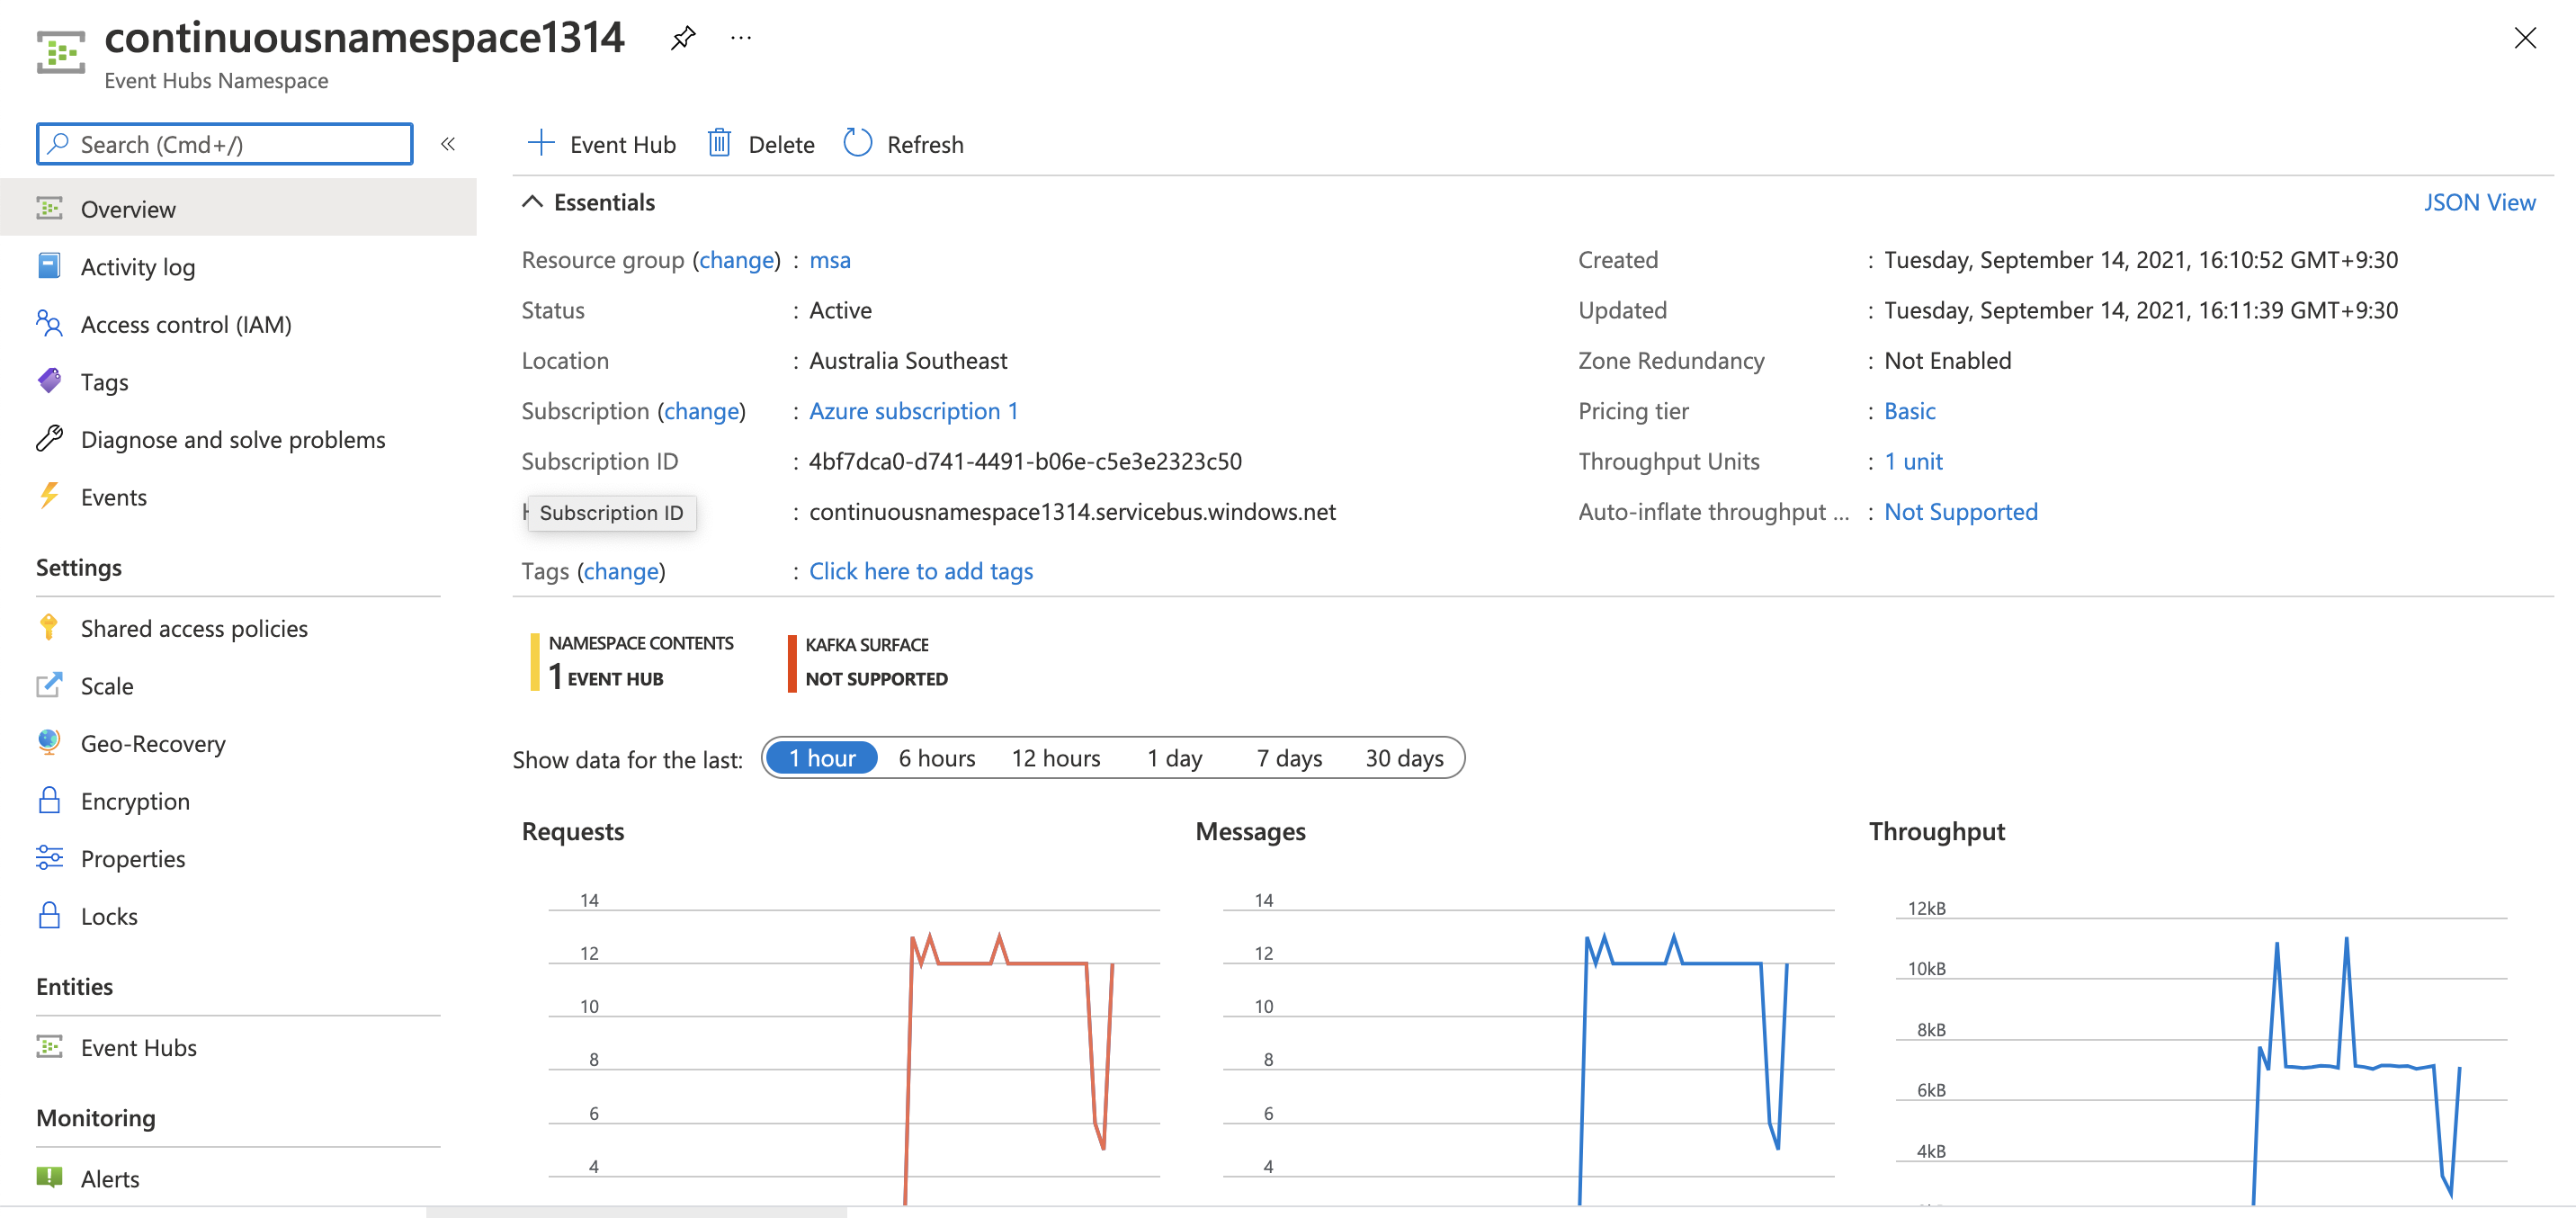 continuousnamespace1314
...
Event Hubs Namespace
Search (Cmd+/)
«
Event Hub
Delete
Refresh
Overview
Activity log
Access control (IAM)
Tags
Diagnose and solve problems
Events
Settings
Shared access policies
Scale
Geo-Recovery
Encryption
Properties
Locks
Entities
Event Hubs
Monitoring
Alerts
Essentials
JSON View
Resource group (change) : msa
Status : Active
Location : Australia Southeast
Subscription (change) : Azure subscription 1
Subscription ID : 4bf7dca0-d741-4491-b06e-c5e3e2323c50
Subscription ID : continuousnamespace1314.servicebus.windows.net
Tags (change) : Click here to add tags
Created : Tuesday, September 14, 2021, 16:10:52 GMT+9:30
Updated : Tuesday, September 14, 2021, 16:11:39 GMT+9:30
Zone Redundancy : Not Enabled
Pricing tier : Basic
Throughput Units : 1 unit
Auto-inflate throughput ... : Not Supported
NAMESPACE CONTENTS
1 EVENT HUB
KAFKA SURFACE
NOT SUPPORTED
Show data for the last: 1 hour 6 hours 12 hours 1 day 7 days 30 days
Requests
14
12
10
8
6
4
Messages
14
12
10
8
6
4
Throughput
12kB
10kB
8kB
6kB
4kB